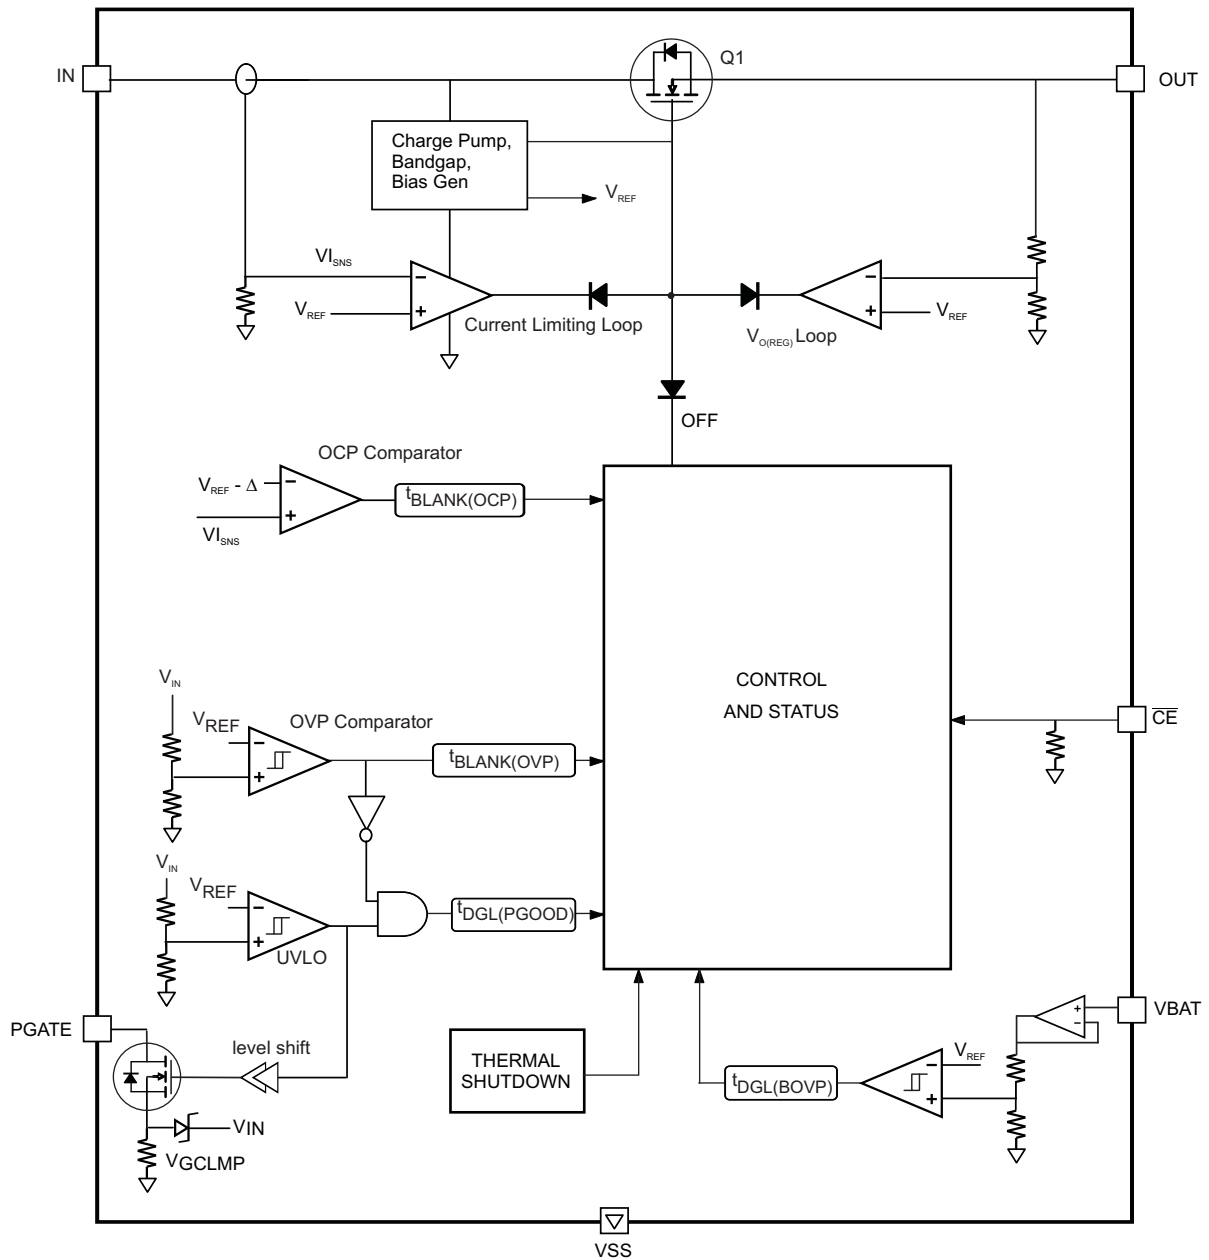 Q1
IN
OUT
Charge Pump,
Bandgap,
Bias Gen
VREF
VISNS
VREF
Current Limiting Loop
VREF
VO(REG) Loop
OFF
OCP Comparator
VREF - Δ
tBLANK(OCP)
VISNS
VIN
VREF
OVP Comparator
tBLANK(OVP)
CONTROL
AND STATUS
CE
VIN
VREF
tDGL(PGOOD)
UVLO
PGATE
level shift
THERMAL
SHUTDOWN
VBAT
VREF
tDGL(BOVP)
VIN
VGCLMP
VSS